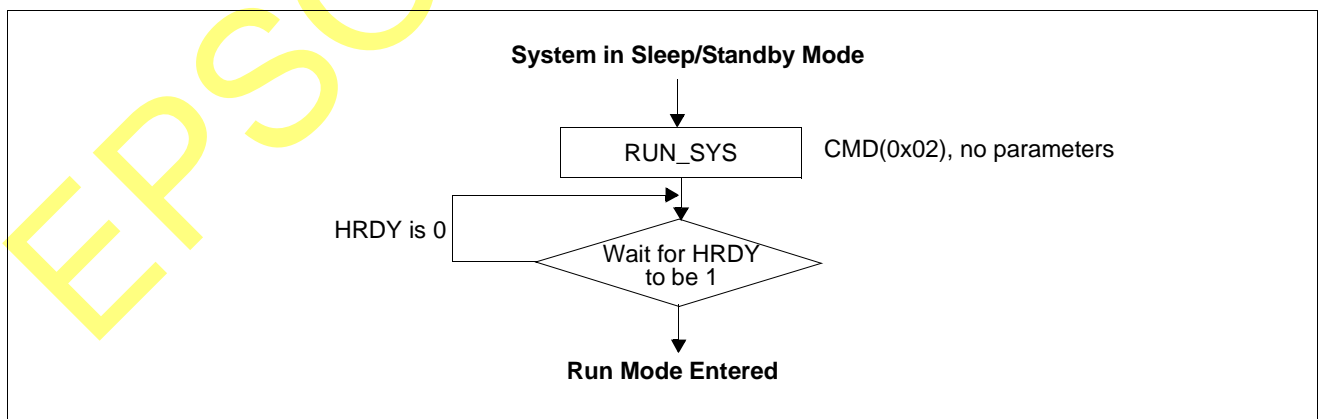 System in Sleep/Standby Mode
RUN_SYS
CMD(0x02), no parameters
HRDY is 0
Wait for HRDY
to be 1
Run Mode Entered
EPSO